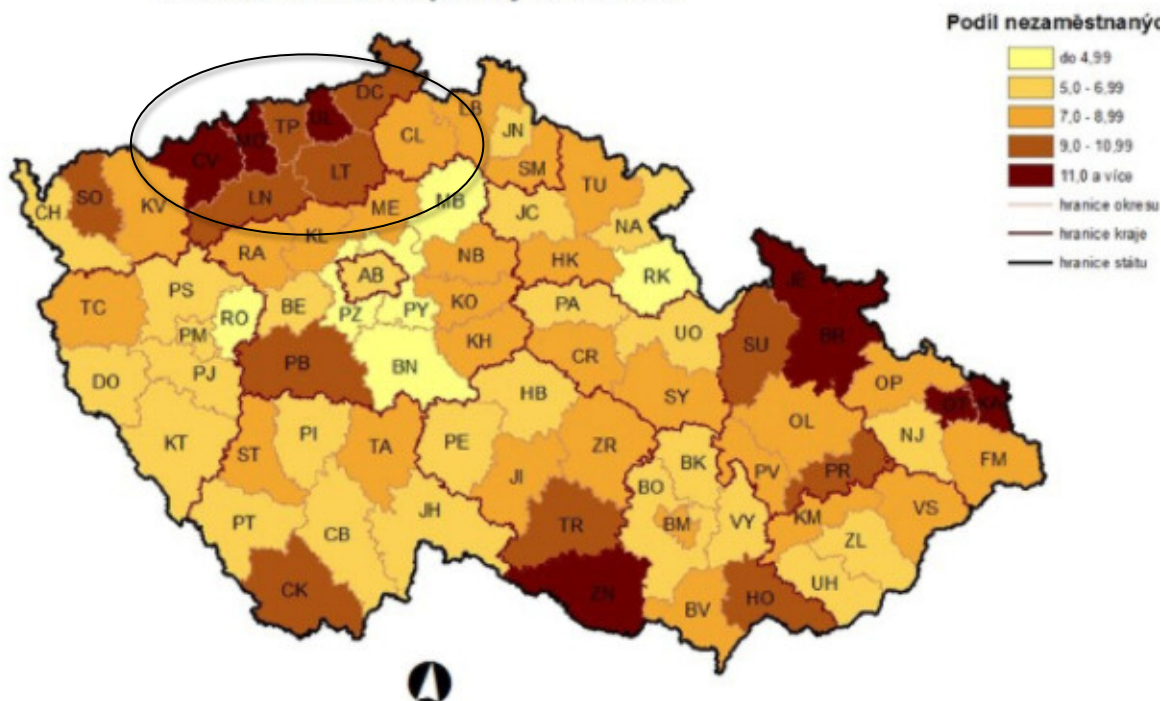 Podíl nezaměstnanýc
do 4,99
5,0 - 6,99
7,0 - 8,99
9,0 - 10,99
11,0 a více
hranice okresu
hranice kraje
hranice státu
DC
LB
UL
TP
MO
CL
JN
CV
LT
SM
SO
LN
TU
CH
KV
ME
MB
JC
NA
KL
RA
NB
HK
RK
AB
JE
TC
PS
RO
BE
PZ
PY
KO
PA
PM
UO
BR
KH
SU
CR
DO
PJ
PB
BN
OP
HB
SY
OT
KA
KT
ST
PI
TA
PE
ZR
OL
NJ
FM
BK
JI
BO
PV
PR
PT
CB
JH
TR
BM
VY
KM
VS
ZL
CK
ZN
BV
HO
UH